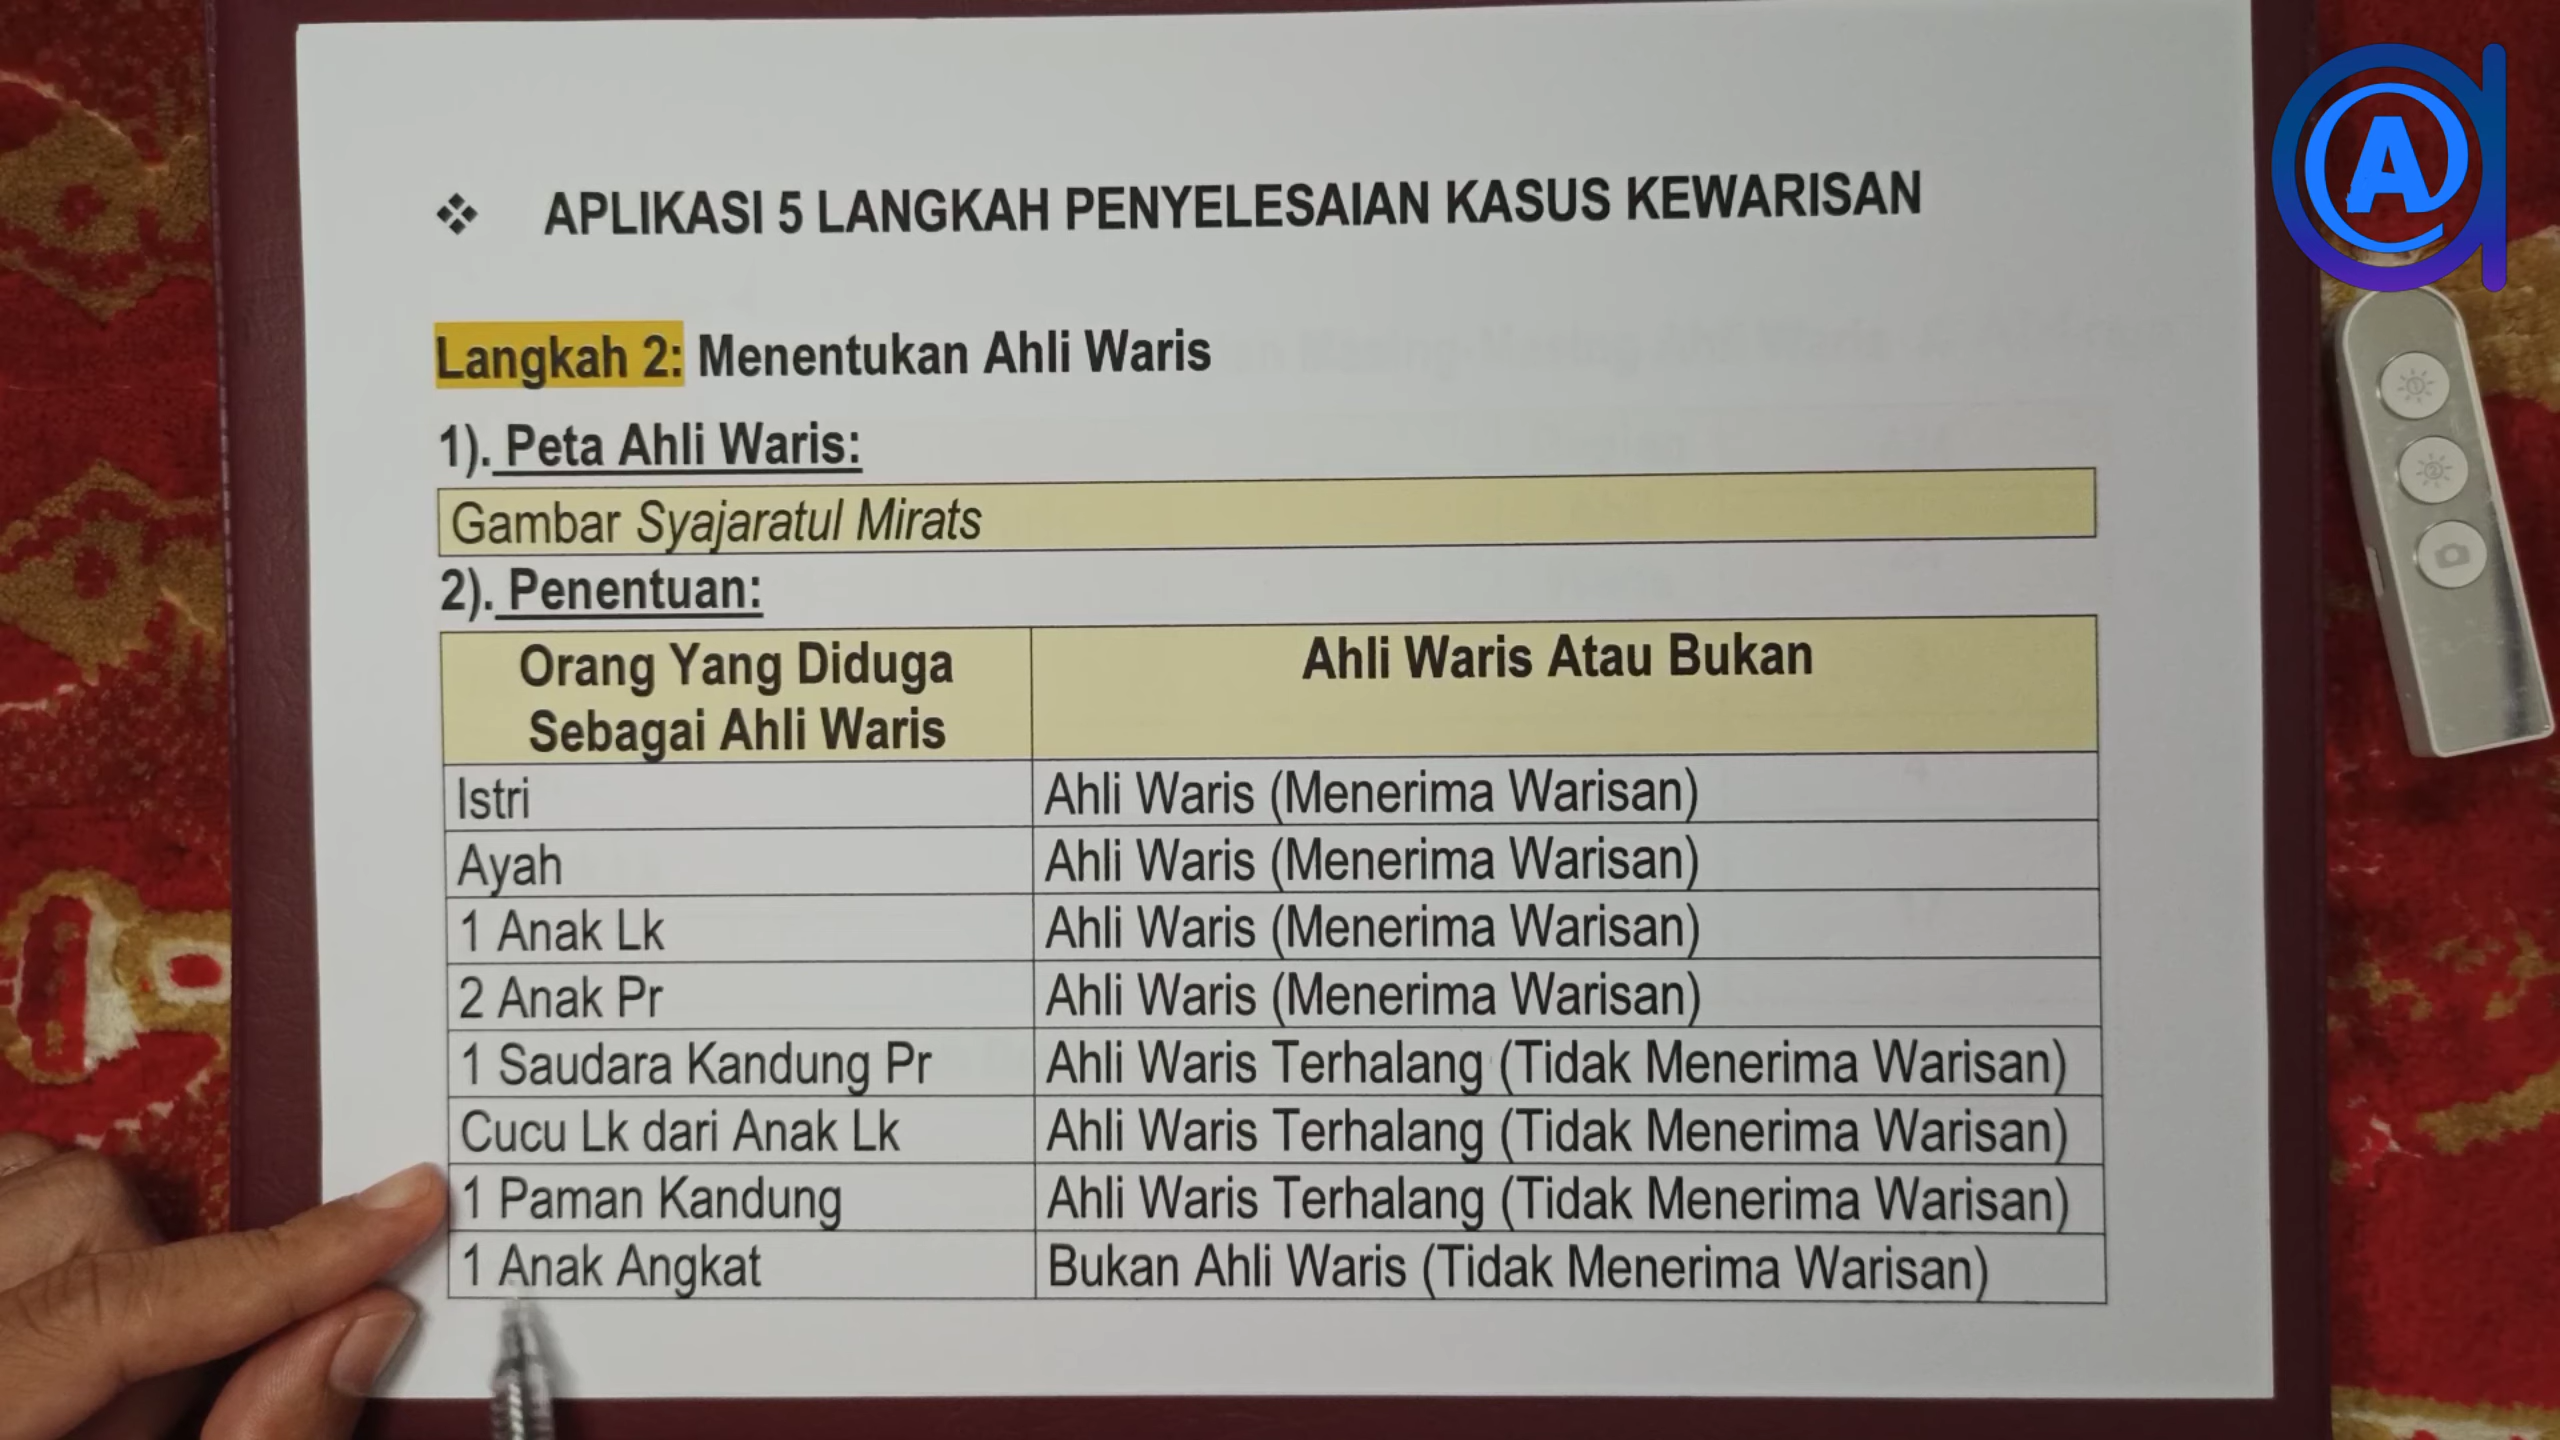 ❖ APLIKASI 5 LANGKAH PENYELESAIAN KASUS KEWARISAN
Langkah 2: Menentukan Ahli Waris
1). Peta Ahli Waris:
Gambar Syajaratul Mirats
2). Penentuan:
Orang Yang Diduga Sebagai Ahli Waris | Ahli Waris Atau Bukan
Istri | Ahli Waris (Menerima Warisan)
Ayah | Ahli Waris (Menerima Warisan)
1 Anak Lk | Ahli Waris (Menerima Warisan)
2 Anak Pr | Ahli Waris (Menerima Warisan)
1 Saudara Kandung Pr | Ahli Waris Terhalang (Tidak Menerima Warisan)
Cucu Lk dari Anak Lk | Ahli Waris Terhalang (Tidak Menerima Warisan)
1 Paman Kandung | Ahli Waris Terhalang (Tidak Menerima Warisan)
1 Anak Angkat | Bukan Ahli Waris (Tidak Menerima Warisan)
A